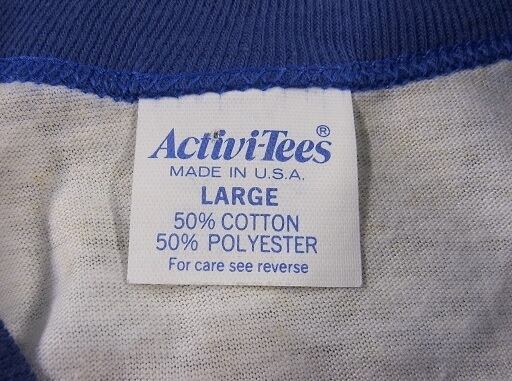 Activi-Tees®
MADE IN U.S.A.
LARGE
50% COTTON
50% POLYESTER
For care see reverse